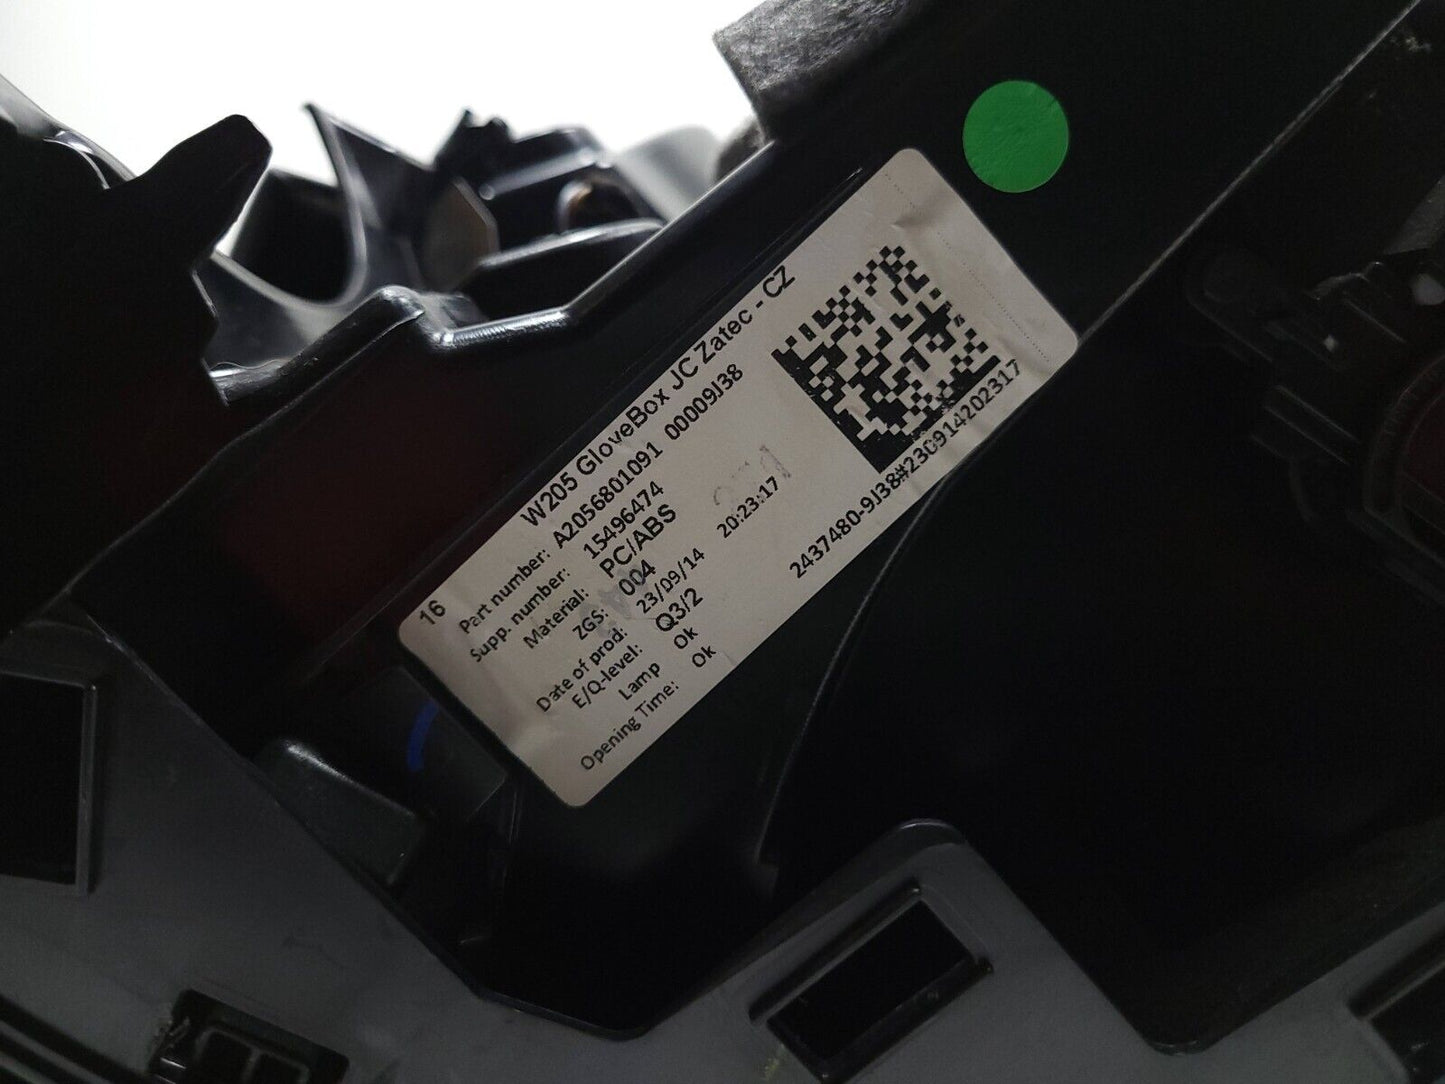 16
W205 GloveBox JC Zatec - CZ
Part number: A2056801091 00009J38
Supp. number: 15496474
Material: PC/ABS
ZGS: 004
Date of prod: 23/09/14 20:23:17
E/Q-level: Q3/2
Lamp Ok
Opening Time: Ok
2437480-9J38#230914202317